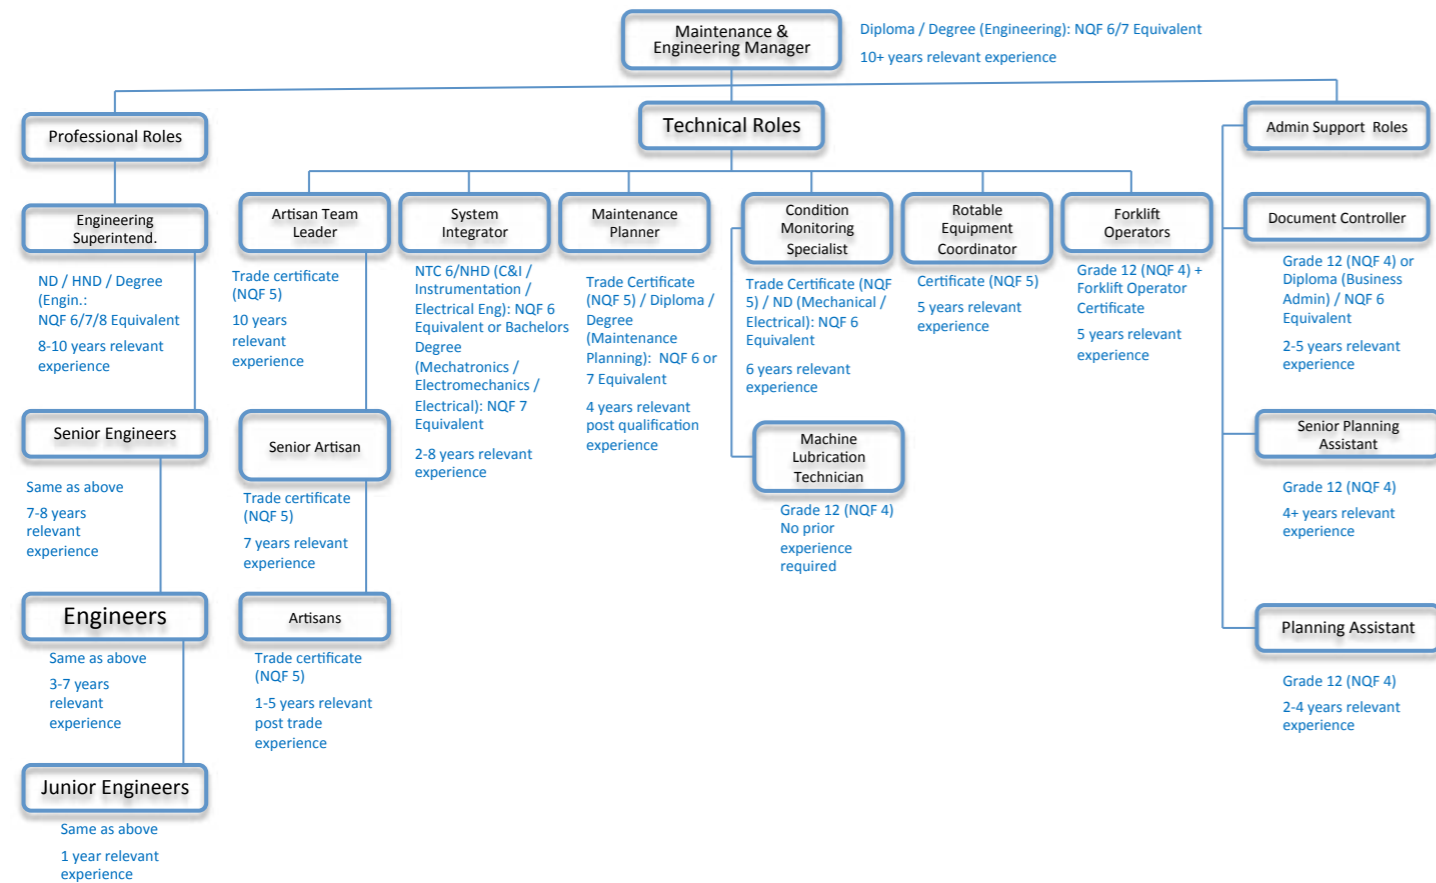 Maintenance &
Engineering Manager
Diploma / Degree (Engineering): NQF 6/7 Equivalent
10+ years relevant experience
Professional Roles
Technical Roles
Admin Support Roles
Engineering
Superintend.
ND / HND / Degree
(Engin.:
NQF 6/7/8 Equivalent
8-10 years relevant
experience
Senior Engineers
Same as above
7-8 years
relevant
experience
Engineers
Same as above
3-7 years
relevant
experience
Junior Engineers
Same as above
1 year relevant
experience
Artisan Team
Leader
Trade certificate
(NQF 5)
10 years
relevant
experience
Senior Artisan
Trade certificate
(NQF 5)
7 years relevant
experience
Artisans
Trade certificate
(NQF 5)
1-5 years relevant
post trade
experience
System
Integrator
NTC 6/NHD (C&I /
Instrumentation /
Electrical Eng): NQF 6
Equivalent or Bachelors
Degree
(Mechatronics /
Electromechanics /
Electrical): NQF 7
Equivalent
2-8 years relevant
experience
Maintenance
Planner
Trade Certificate
(NQF 5) / Diploma /
Degree
(Maintenance
Planning): NQF 6 or
7 Equivalent
4 years relevant
post qualification
experience
Condition
Monitoring
Specialist
Trade Certificate (NQF
5) / ND (Mechanical /
Electrical): NQF 6
Equivalent
6 years relevant
experience
Machine
Lubrication
Technician
Grade 12 (NQF 4)
No prior
experience
required
Rotable
Equipment
Coordinator
Certificate (NQF 5)
5 years relevant
experience
Forklift
Operators
Grade 12 (NQF 4) +
Forklift Operator
Certificate
5 years relevant
experience
Document Controller
Grade 12 (NQF 4) or
Diploma (Business
Admin) / NQF 6
Equivalent
2-5 years relevant
experience
Senior Planning
Assistant
Grade 12 (NQF 4)
4+ years relevant
experience
Planning Assistant
Grade 12 (NQF 4)
2-4 years relevant
experience